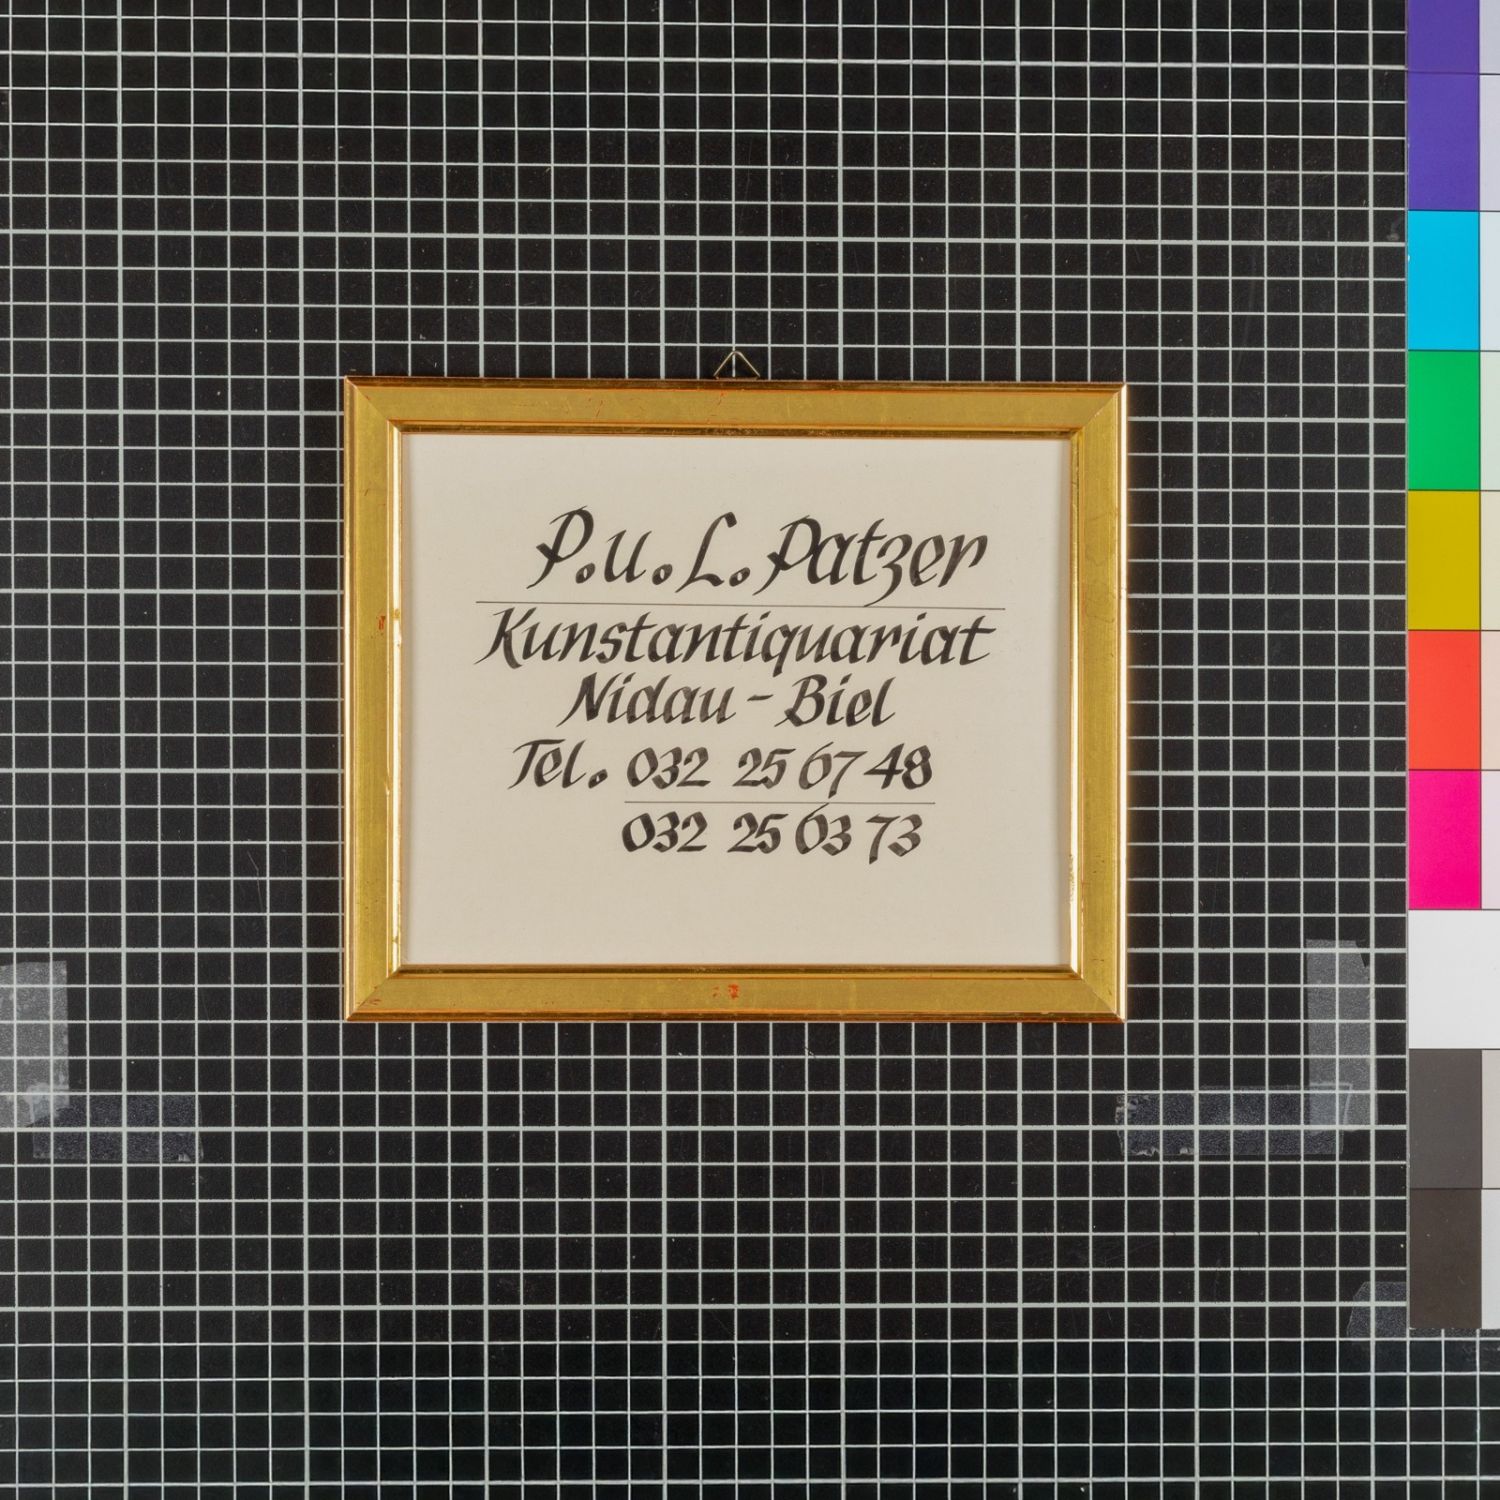 P. u. L. Patzer
Kunstantiquariat
Nidau - Biel
Tel. 032 25 67 48
032 25 03 73